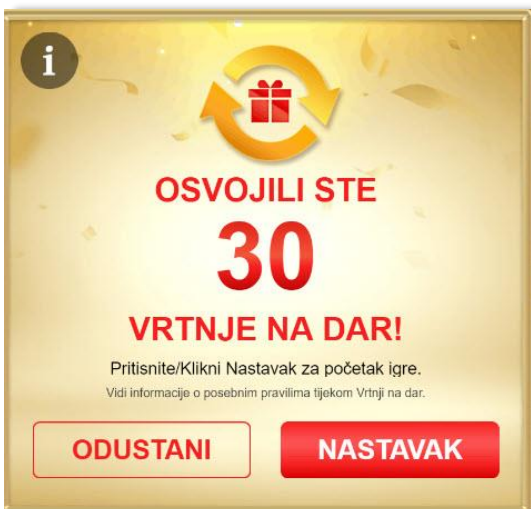 i
OSVOJILI STE
30
VRTNJE NA DAR!
Pritisnite/Klikni Nastavak za početak igre.
Vidi informacije o posebnim pravilima tijekom Vrtnji na dar.
ODUSTANI
NASTAVAK